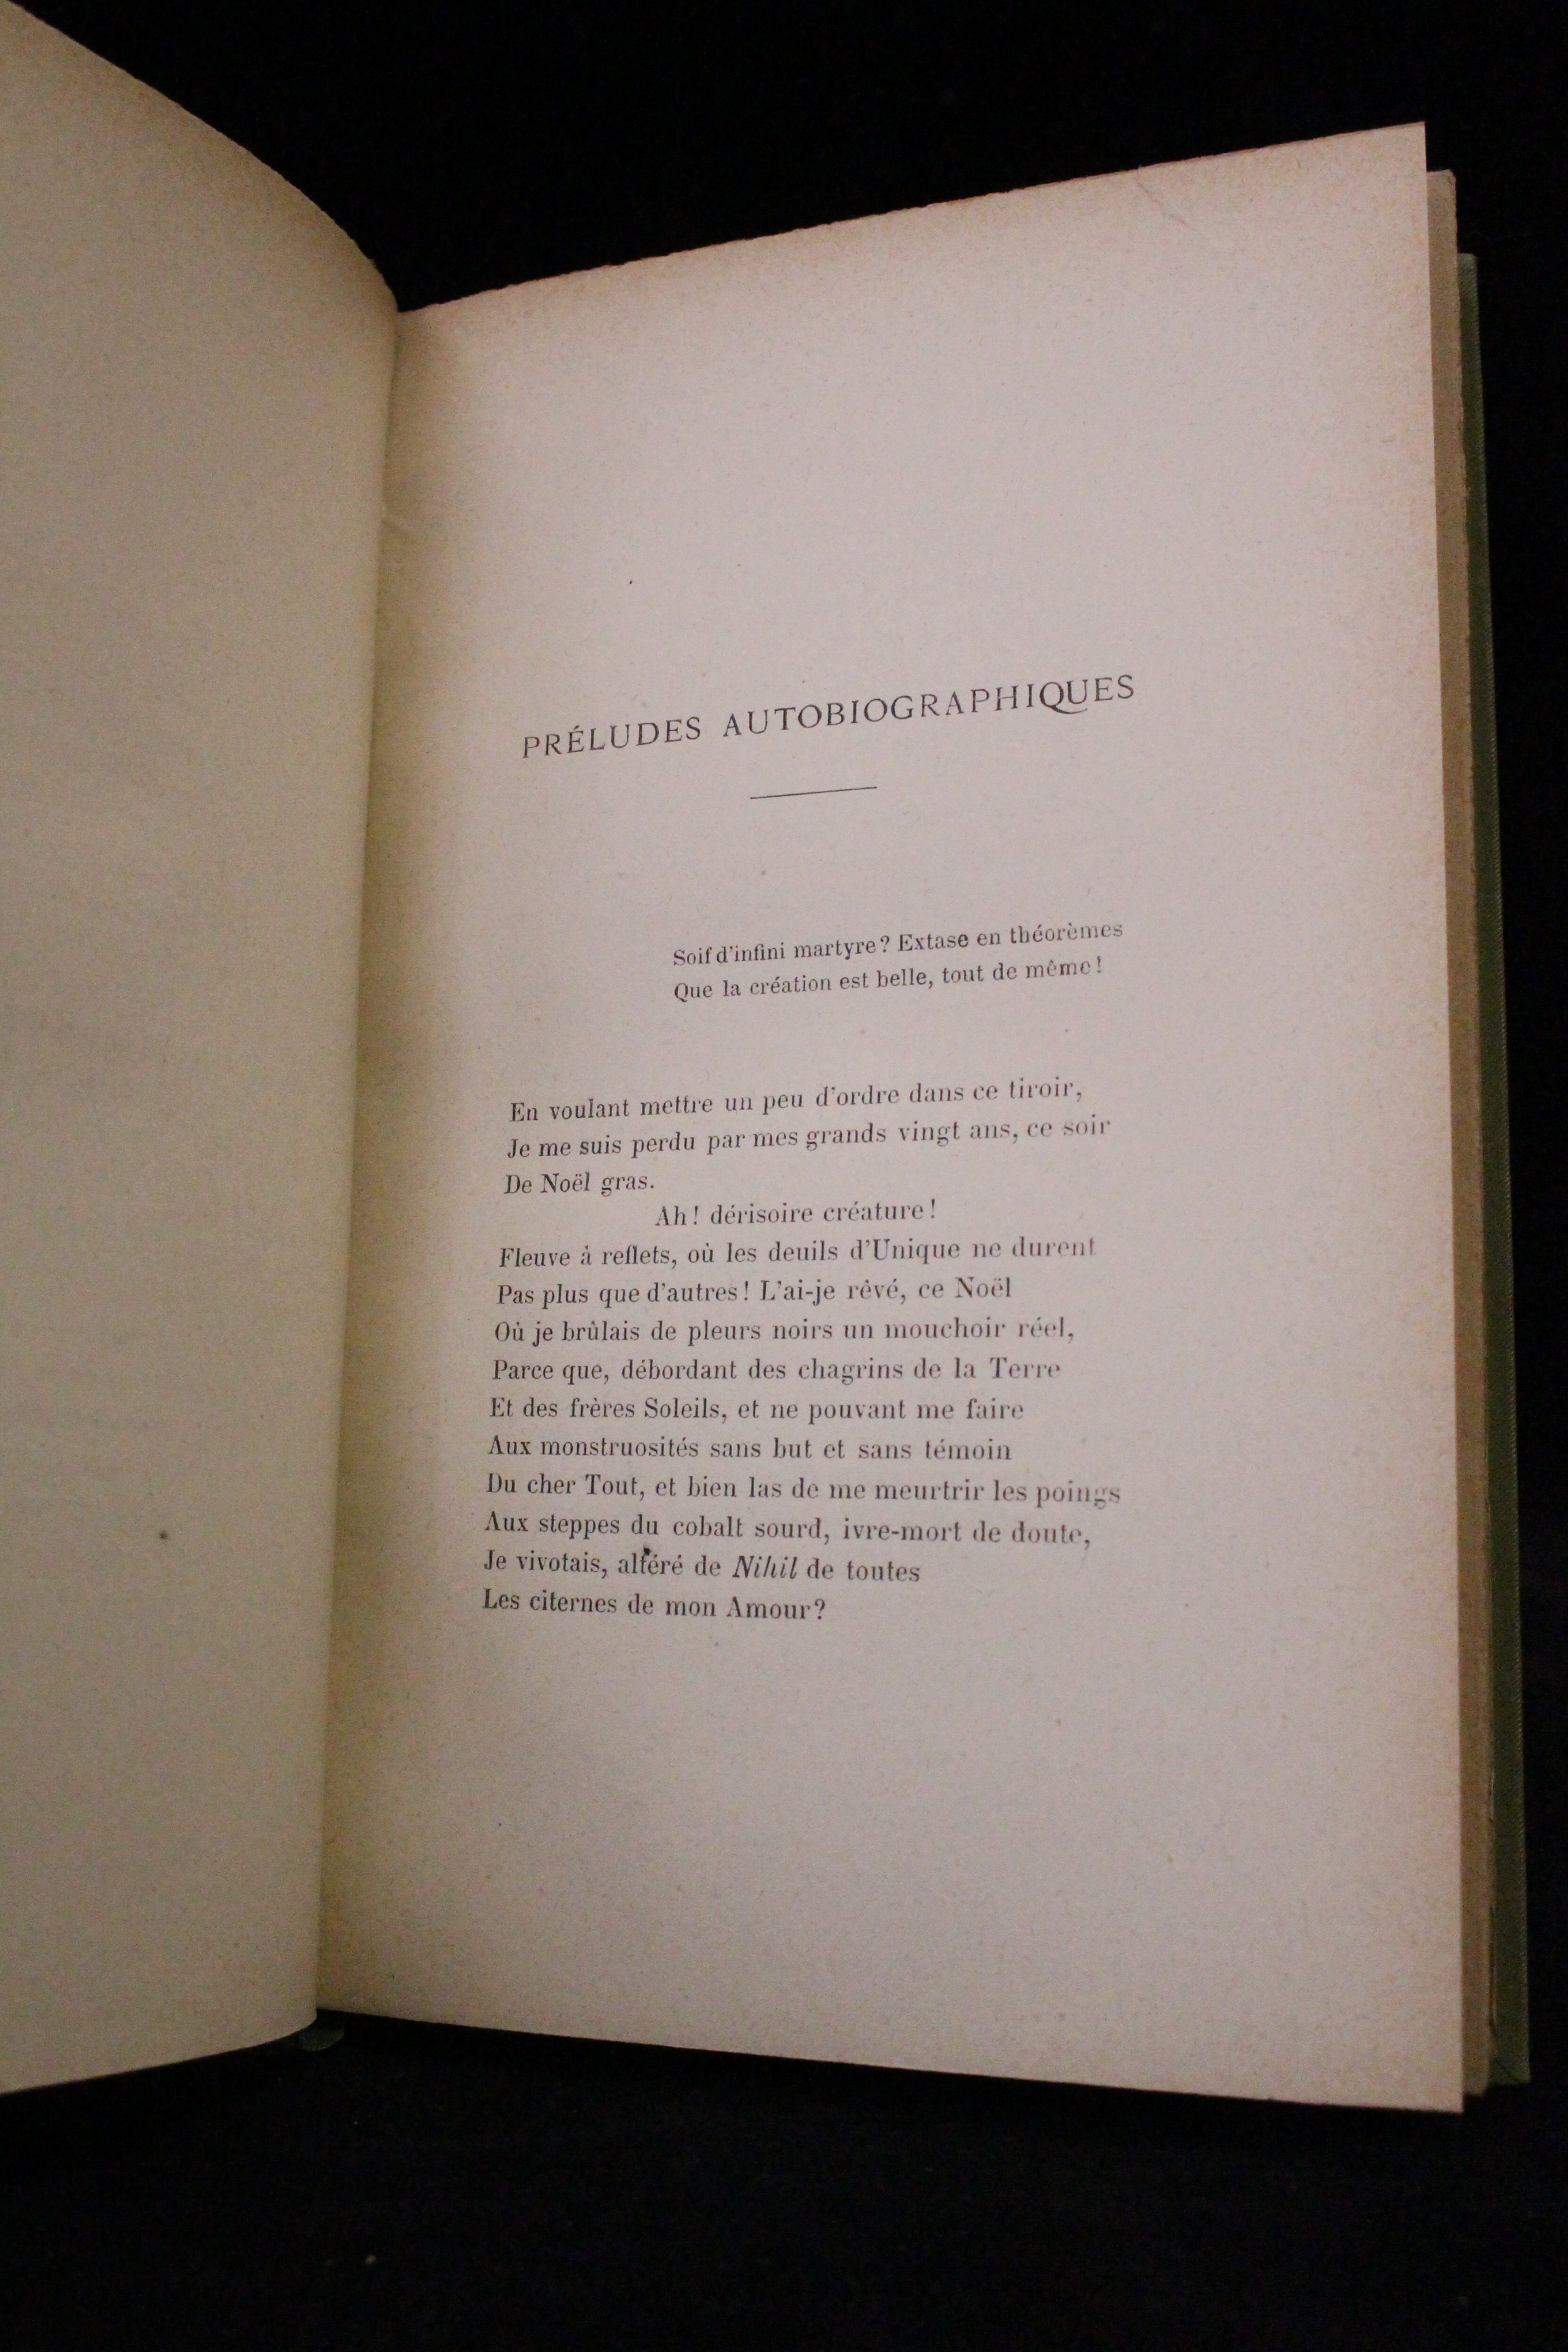 PRÉLUDES AUTOBIOGRAPHIQUES
Soif d'infini martyre? Extase en théorèmes
Que la création est belle, tout de même!
En voulant mettre un peu d'ordre dans ce tiroir,
Je me suis perdu par mes grands vingt ans, ce soir
De Noël gras.
Ah! dérisoire créature!
Fleuve à reflets, où les deuils d'Unique ne durent
Pas plus que d'autres! L'ai-je rêvé, ce Noël
Où je brûlais de pleurs noirs un mouchoir réel,
Parce que, débordant des chagrins de la Terre
Et des frères Soleils, et ne pouvant me faire
Aux monstruosités sans but et sans témoin
Du cher Tout, et bien las de me meurtrir les poings
Aux steppes du cobalt sourd, ivre-mort de doute,
Je vivotais, altéré de Nihil de toutes
Les citernes de mon Amour?